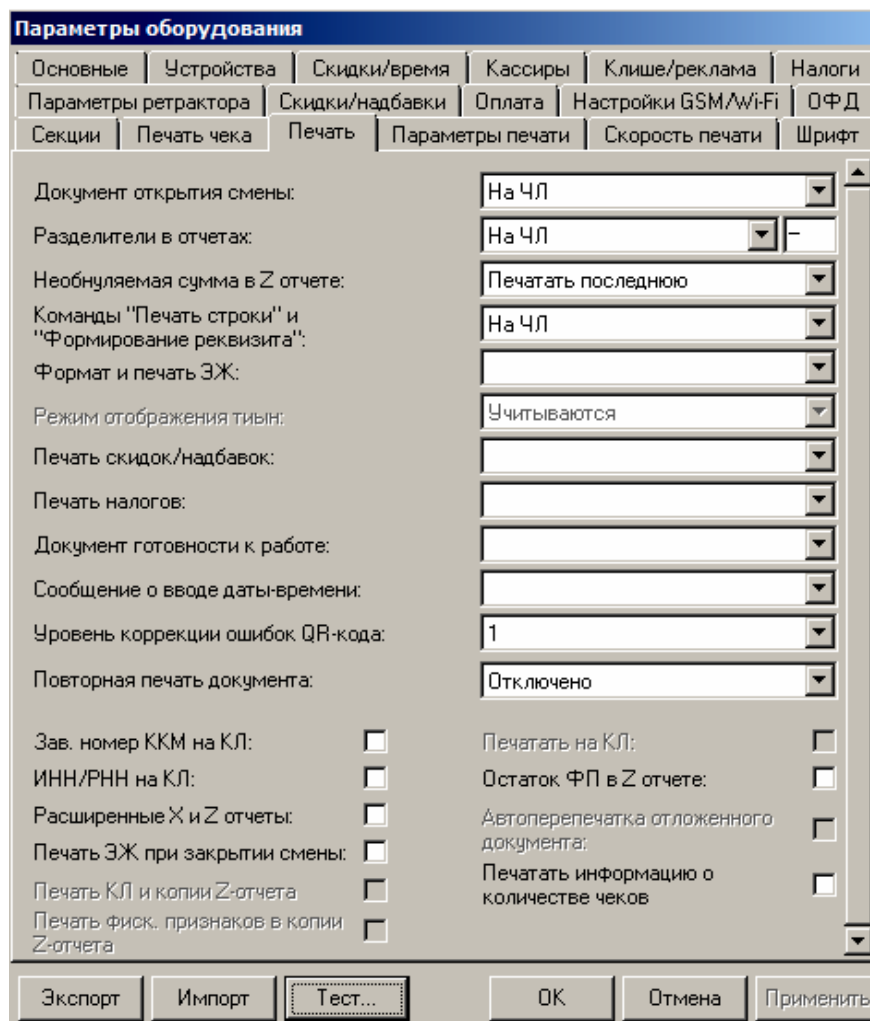 Параметры оборудования
Основные Устройства Скидки/время Кассиры Клише/реклама Налоги
Параметры ретрактора Скидки/надбавки Оплата Настройки GSM/Wi-Fi ОФД
Секции Печать чека Печать Параметры печати Скорость печати Шрифт
Документ открытия смены: На ЧЛ
Разделители в отчетах: На ЧЛ –
Необнуляемая сумма в Z отчете: Печатать последнюю
Команды "Печать строки" и
"Формирование реквизита": На ЧЛ
Формат и печать ЭЖ:
Режим отображения тиын: Учитываются
Печать скидок/надбавок:
Печать налогов:
Документ готовности к работе:
Сообщение о вводе даты-времени:
Уровень коррекции ошибок QR-кода: 1
Повторная печать документа: Отключено
Зав. номер ККМ на КЛ: Печатать на КЛ:
ИНН/РНН на КЛ: Остаток ФП в Z отчете:
Расширенные X и Z отчеты: Автоперепечатка отложенного
документа:
Печать ЭЖ при закрытии смены: Печатать информацию о
количестве чеков
Печать КЛ и копии Z-отчета
Печать фиск. признаков в копии
Z-отчета
Экспорт Импорт Тест... ОК Отмена Применить